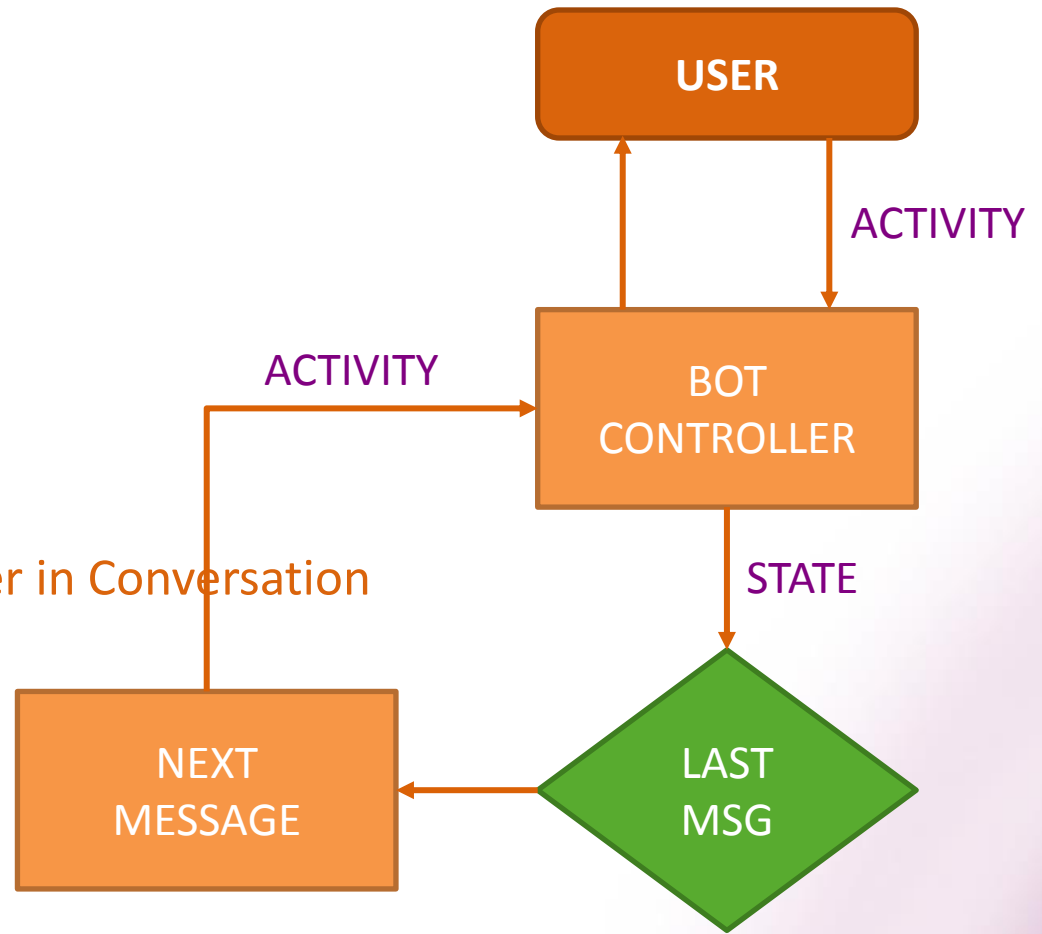 USER
ACTIVITY
ACTIVITY
BOT
CONTROLLER
in Conversation
STATE
NEXT
MESSAGE
LAST
MSG